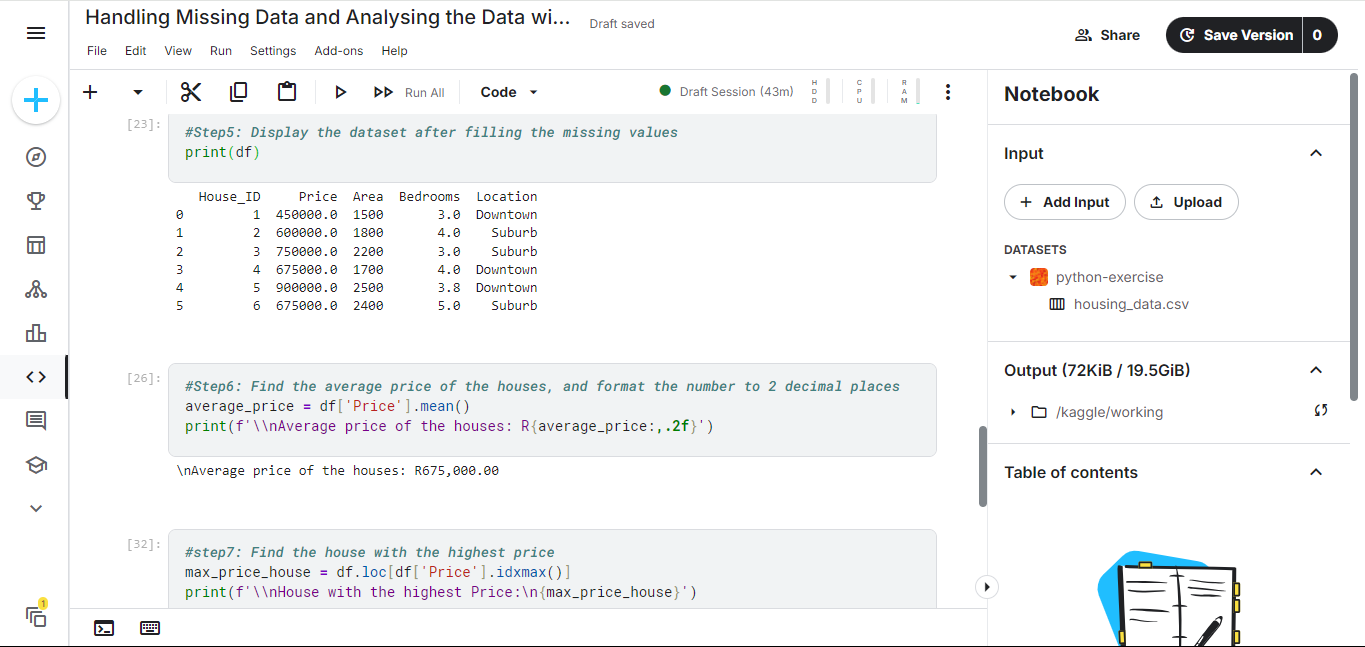 Handling Missing Data and Analysing the Data wi... Draft saved
File Edit View Run Settings Add-ons Help
Share
Save Version 0
Run All
Code
Draft Session (43m)
HDD
CPU
RAM
[23]:
#Step5: Display the dataset after filling the missing values
print(df)
House_ID Price Area Bedrooms Location
0 1 450000.0 1500 3.0 Downtown
1 2 600000.0 1800 4.0 Suburb
2 3 750000.0 2200 3.0 Suburb
3 4 675000.0 1700 4.0 Downtown
4 5 900000.0 2500 3.8 Downtown
5 6 675000.0 2400 5.0 Suburb
[26]:
#Step6: Find the average price of the houses, and format the number to 2 decimal places
average_price = df['Price'].mean()
print(f'\\nAverage price of the houses: R{average_price:,.2f}')
\nAverage price of the houses: R675,000.00
[32]:
#step7: Find the house with the highest price
max_price_house = df.loc[df['Price'].idxmax()]
print(f'\\nHouse with the highest Price:\n{max_price_house}')
Notebook
Input
Add Input
Upload
DATASETS
python-exercise
housing_data.csv
Output (72KiB / 19.5GiB)
/kaggle/working
Table of contents
1